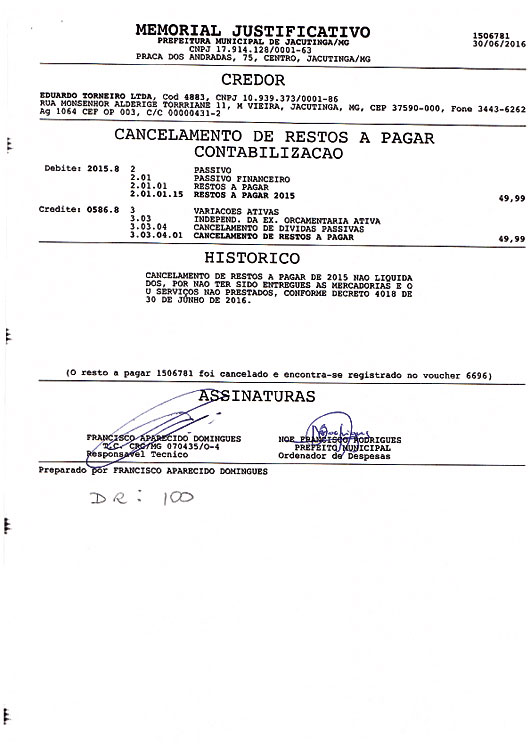 MEMORIAL JUSTIFICATIVO
PREFEITURA MUNICIPAL DE JACUTINGA/MG
CNPJ 17.914.128/0001-63
PRACA DOS ANDRADAS, 75, CENTRO, JACUTINGA/MG
1506781
30/06/2016
CREDOR
EDUARDO TORNEIRO LTDA, Cod 4883, CNPJ 10.939.373/0001-86
RUA MONSENHOR ALDERIGE TORRRIANE 11, M VIEIRA, JACUTINGA, MG, CEP 37590-000, Fone 3443-6262
Ag 1064 CEF OP 003, C/C 00000431-2
CANCELAMENTO DE RESTOS A PAGAR
CONTABILIZACAO
Debite: 2015.8 2 PASSIVO
2.01 PASSIVO FINANCEIRO
2.01.01 RESTOS A PAGAR
2.01.01.15 RESTOS A PAGAR 2015 49,99
Credite: 0586.8 3 VARIACOES ATIVAS
3.03 INDEPEND. DA EX. ORCAMENTARIA ATIVA
3.03.04 CANCELAMENTO DE DIVIDAS PASSIVAS
3.03.04.01 CANCELAMENTO DE RESTOS A PAGAR 49,99
HISTORICO
CANCELAMENTO DE RESTOS A PAGAR DE 2015 NAO LIQUIDA
DOS, POR NAO TER SIDO ENTREGUES AS MERCADORIAS E O
U SERVIÇOS NAO PRESTADOS, CONFORME DECRETO 4018 DE
30 DE JUNHO DE 2016.
(O resto a pagar 1506781 foi cancelado e encontra-se registrado no voucher 6696)
ASSINATURAS
FRANCISCO APARECIDO DOMINGUES
T.C. CRC/MG 070435/O-4
Responsavel Tecnico
NOE FRANCISCO RODRIGUES
PREFEITO MUNICIPAL
Ordenador de Despesas
Preparado por FRANCISCO APARECIDO DOMINGUES
DR: 100